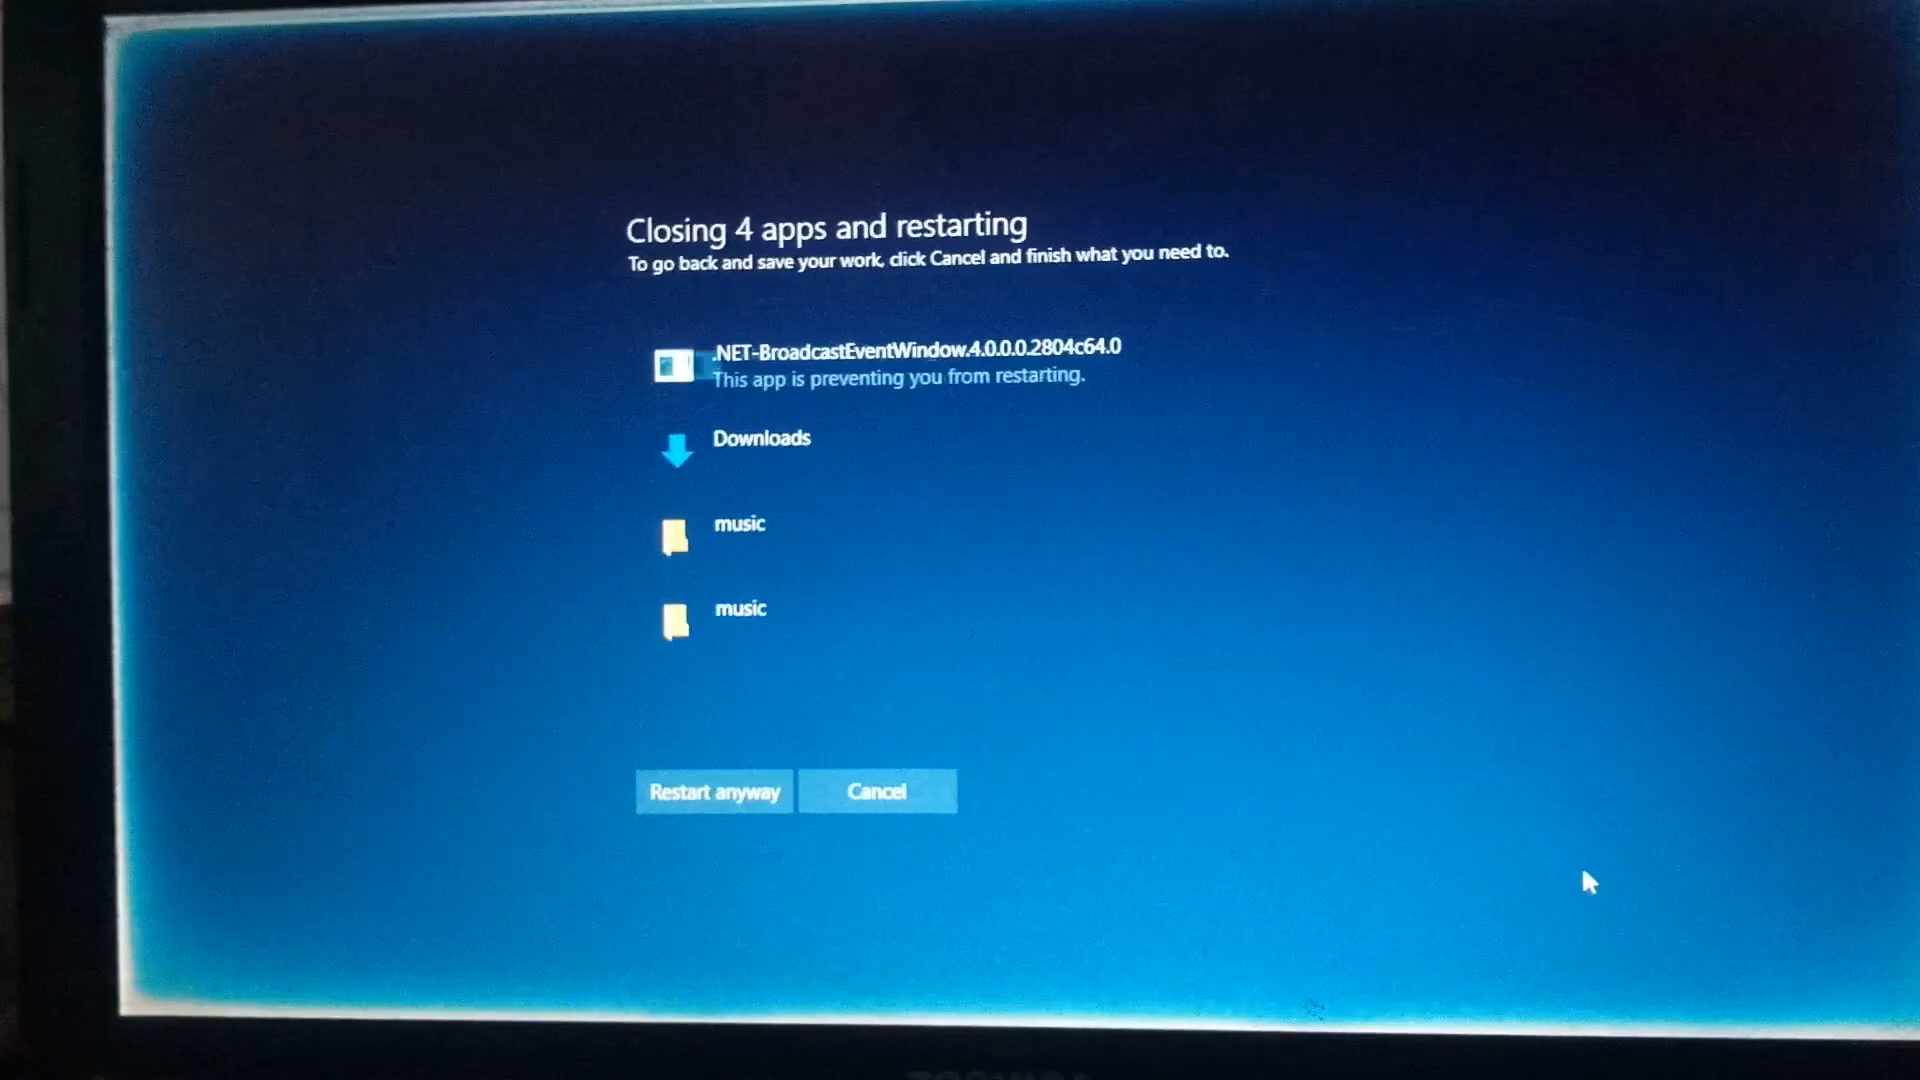 Closing 4 apps and restarting
To go back and save your work, click Cancel and finish what you need to.
.NET-BroadcastEventWindow.4.0.0.0.2804c64.0
This app is preventing you from restarting.
Downloads
music
music
Restart anyway
Cancel